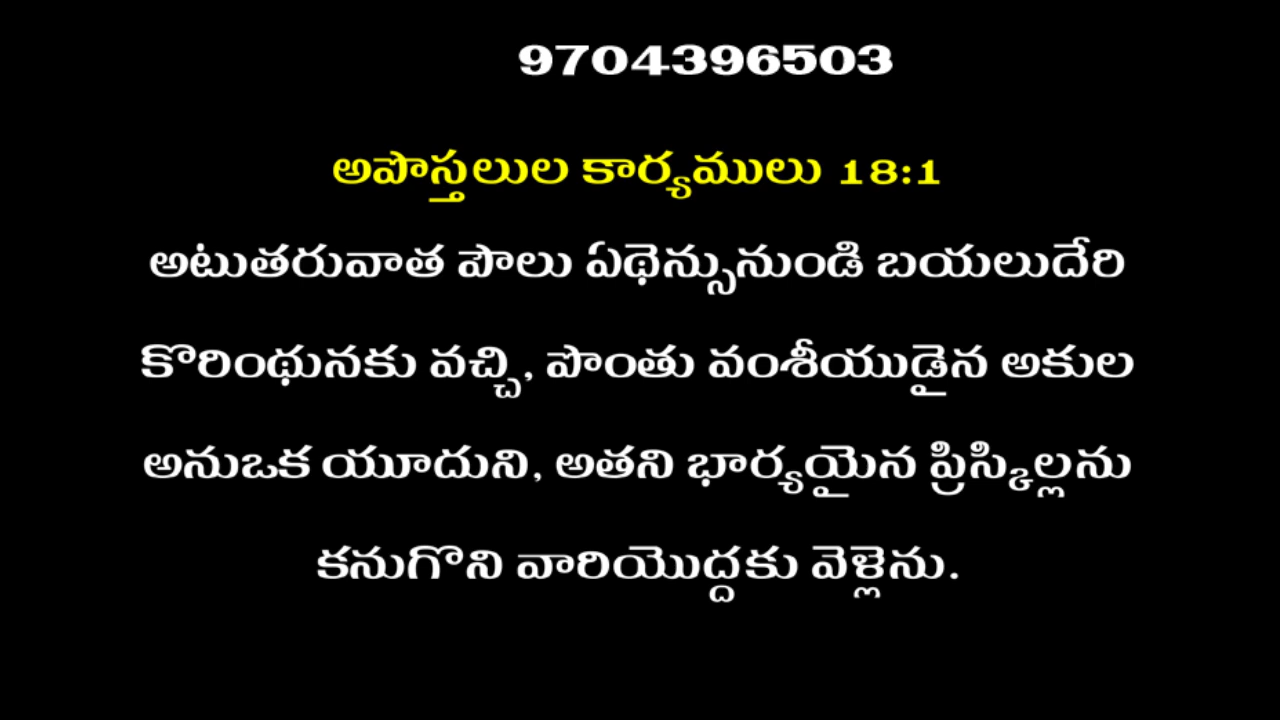 9704396503
అపొస్తలుల కార్యములు 18:1
అటుతరువాత పౌలు ఏథెన్సునుండి బయలుదేరి
కొరింథునకు వచ్చి, పొంతు వంశీయుడైన అకుల
అనుఒక యూదుని, అతని భార్యయైన ప్రిస్కిల్లను
కనుగొని వారియొద్దకు వెళ్లెను.